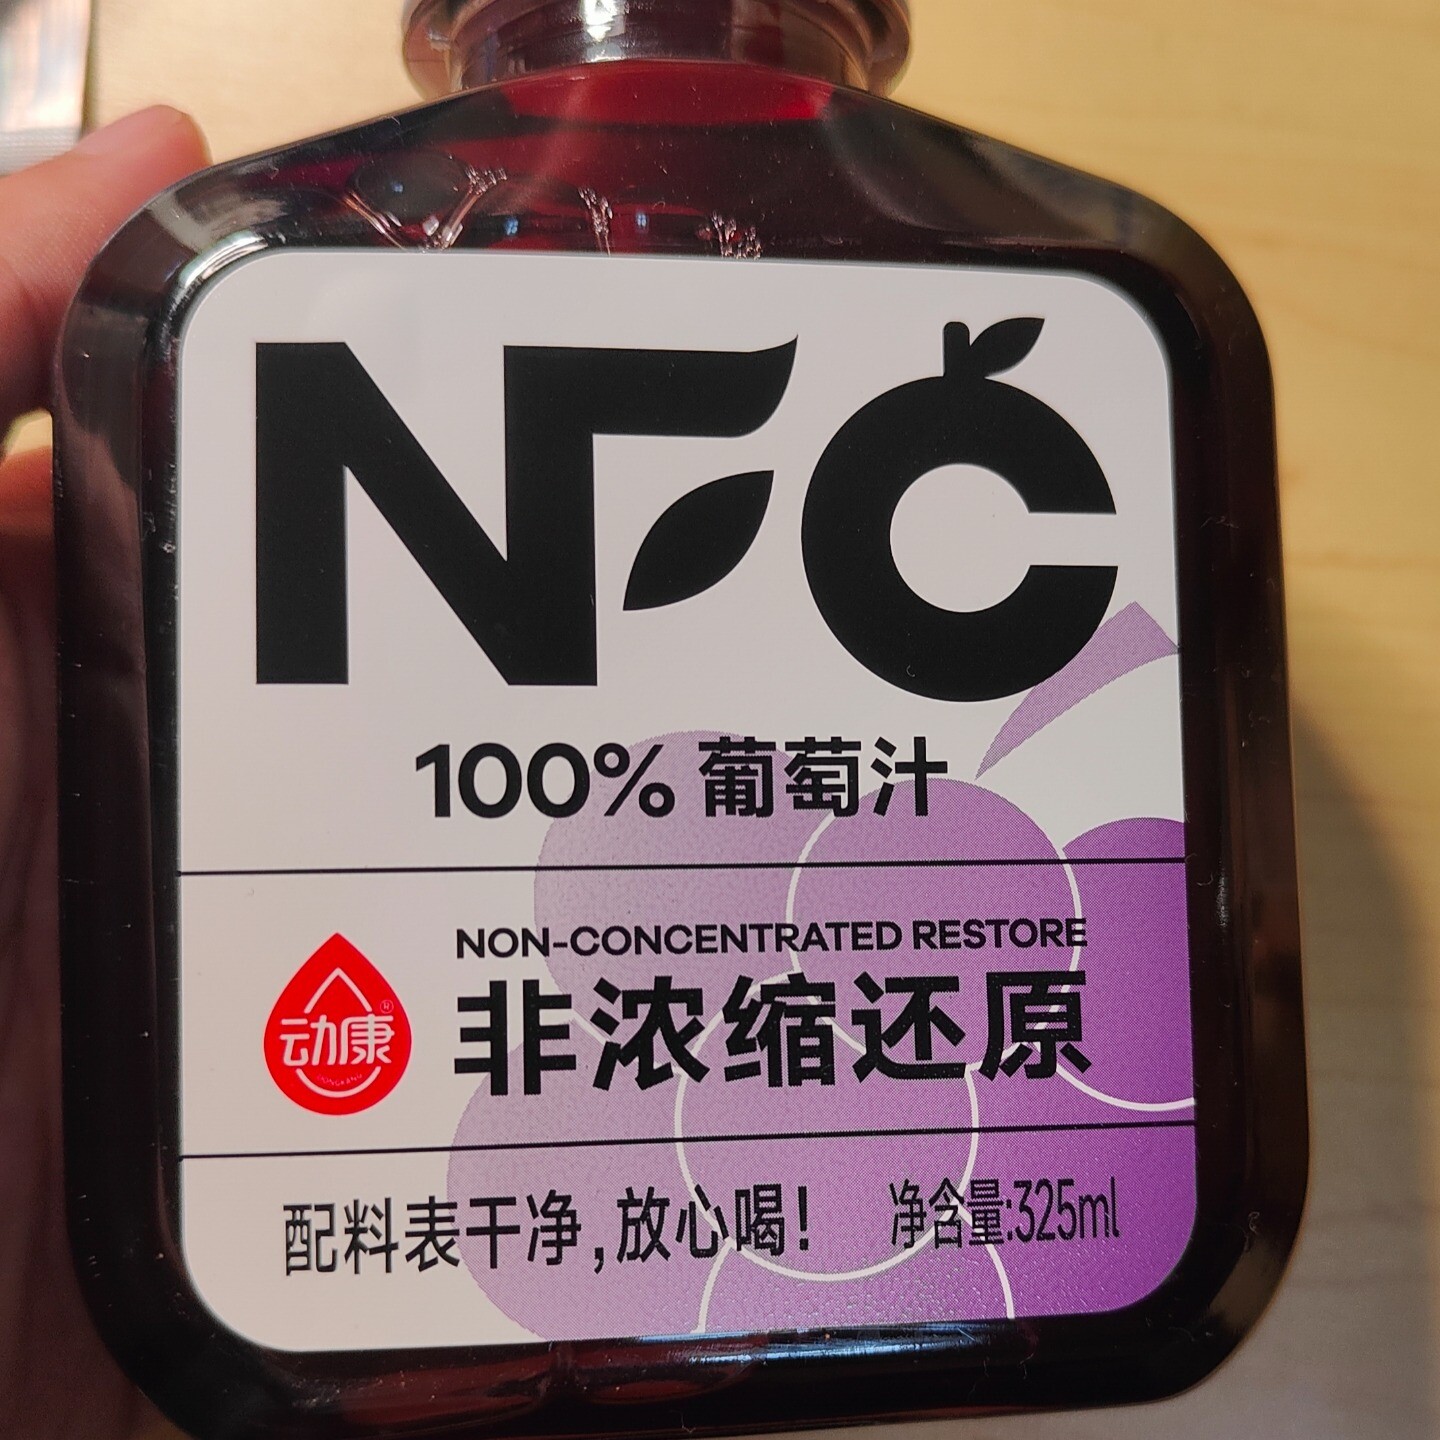 NFC
100% 葡萄汁
NON-CONCENTRATED RESTORE
非浓缩还原
动康®
DONGKANG
配料表干净,放心喝!
净含量:325ml